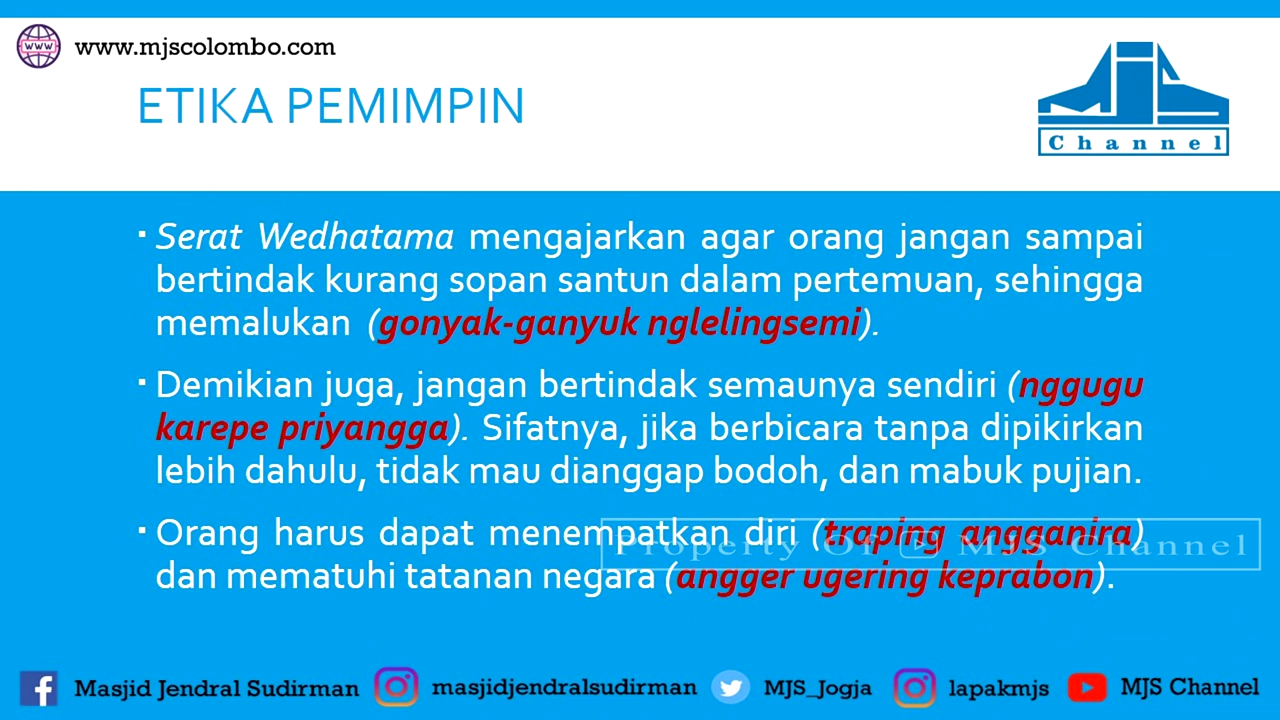 www.mjscolombo.com
ETIKA PEMIMPIN
MJS
Channel
▪ Serat Wedhatama mengajarkan agar orang jangan sampai
bertindak kurang sopan santun dalam pertemuan, sehingga
memalukan (gonyak-ganyuk nglelingsemi).
▪ Demikian juga, jangan bertindak semaunya sendiri (nggugu
karepe priyangga). Sifatnya, jika berbicara tanpa dipikirkan
lebih dahulu, tidak mau dianggap bodoh, dan mabuk pujian.
▪ Orang harus dapat menempatkan diri (traping angganira)
Property Of MJS Channel
dan mematuhi tatanan negara (angger ugering keprabon).
Masjid Jendral Sudirman masjidjendralsudirman MJS_Jogja lapakmjs MJS Channel